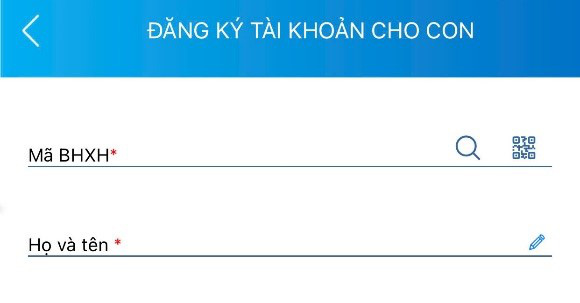 ĐĂNG KÝ TÀI KHOẢN CHO CON
Mã BHXH*
Họ và tên *